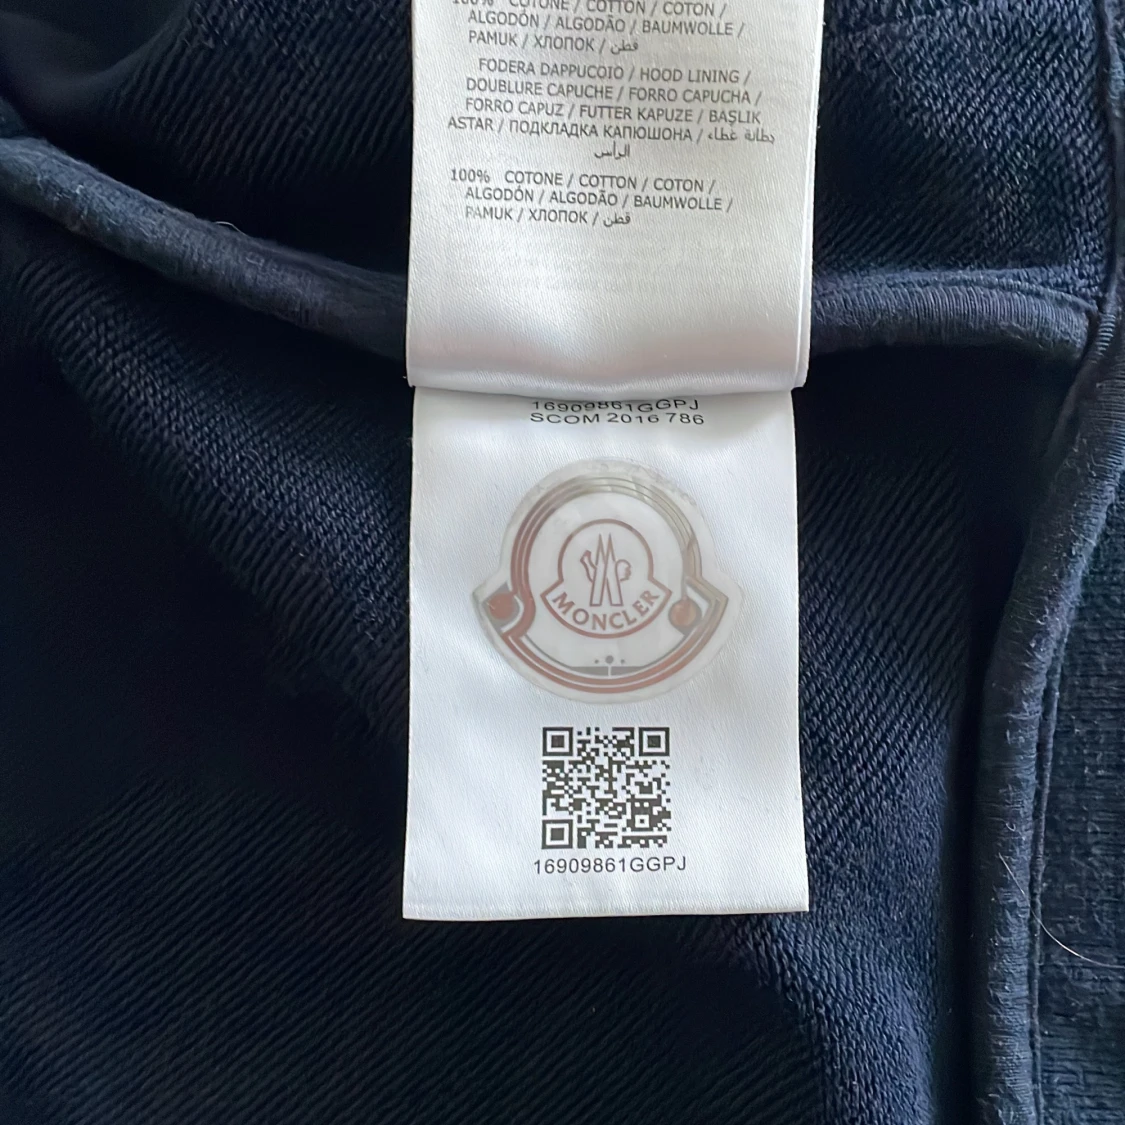 100% COTONE / COTTON / COTON /
ALGODÓN / ALGODÃO / BAUMWOLLE /
PAMUK / ХЛОПОК / قطن
FODERA DAPPUCOIO / HOOD LINING /
DOUBLURE CAPUCHE / FORRO CAPUCHA /
FORRO CAPUZ / FUTTER KAPUZE / BAŞLIK
ASTAR / ПОДКЛАДКА КАПЮШОНА / بطانة غطاء
الرأس
100% COTONE / COTTON / COTON /
ALGODÓN / ALGODÃO / BAUMWOLLE /
PAMUK / ХЛОПОК / قطن
16909861GGPJ
SCOM 2016 786
MONCLER
16909861GGPJ